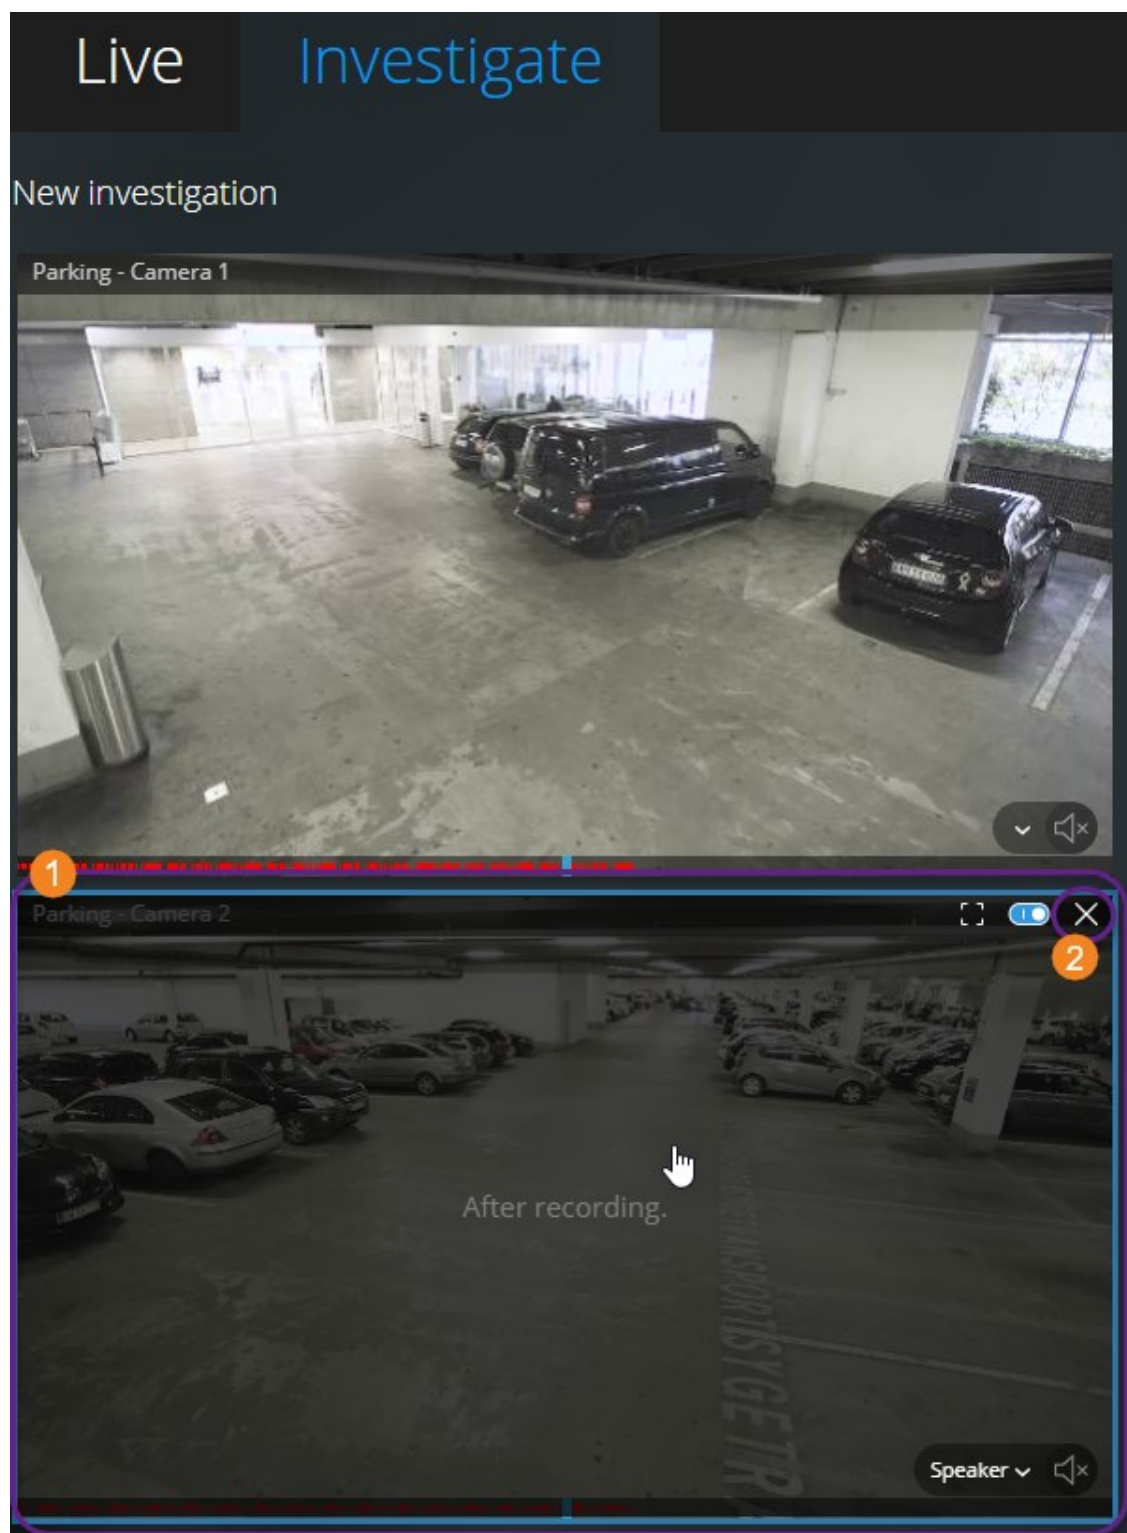 Live Investigate
New investigation
Parking - Camera 1
1
Parking - Camera 2
2
After recording.
Speaker